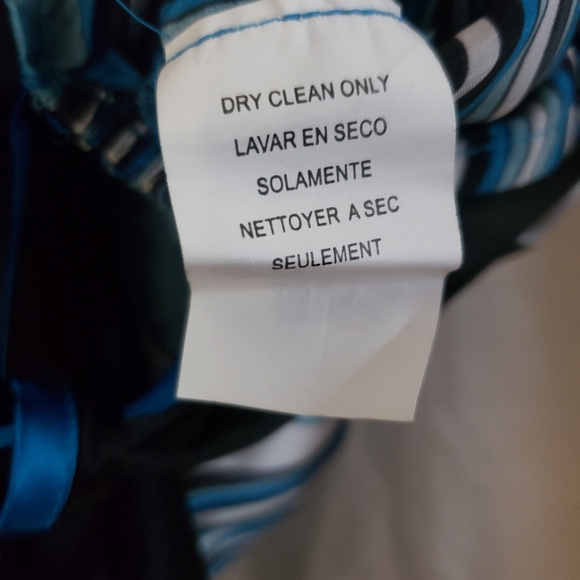 DRY CLEAN ONLY
LAVAR EN SECO
SOLAMENTE
NETTOYER A SEC
SEULEMENT